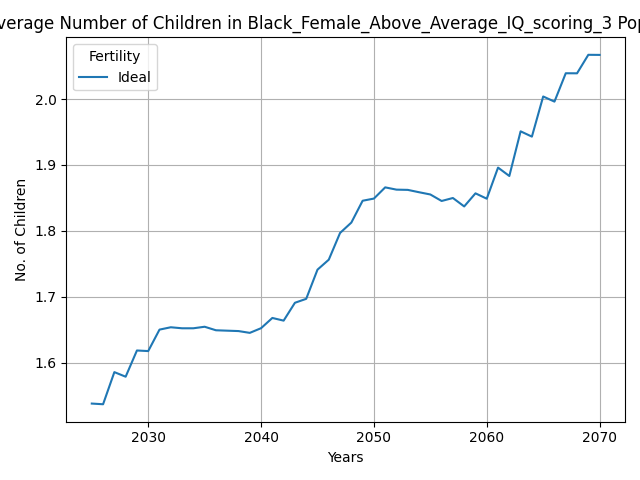 verage Number of Children in Black_Female_Above_Average_IQ_scoring_3 Pop
Fertility
Ideal
No. of Children
2.0
1.9
1.8
1.7
1.6
2030 2040 2050 2060 2070
Years